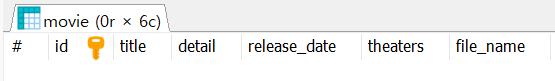 movie (0r × 6c)
# id title detail release_date theaters file_name